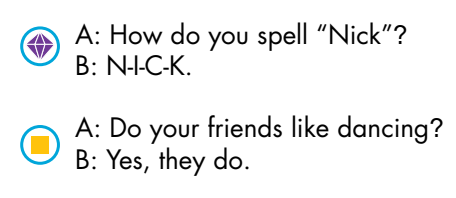 A: How do you spell “Nick”?
B: N-I-C-K.
A: Do your friends like dancing?
B: Yes, they do.